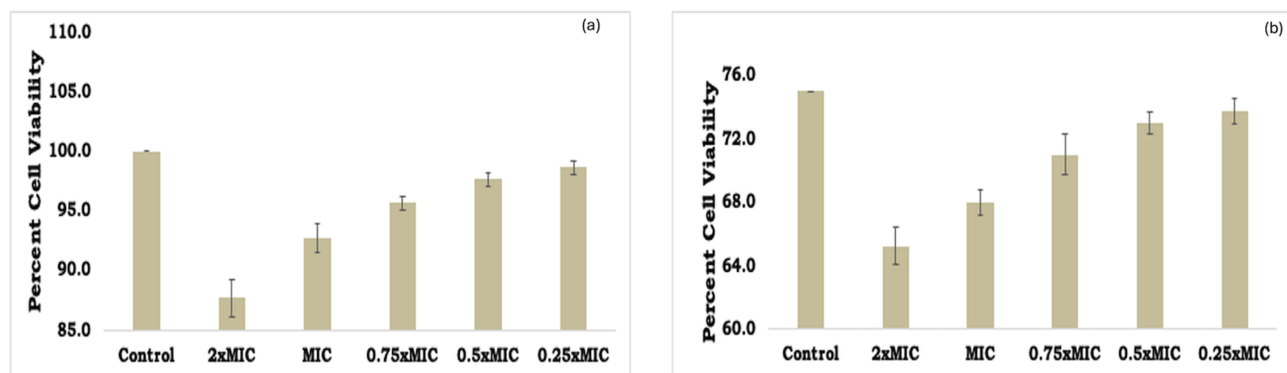 (a)
Percent Cell Viability
110.0
105.0
100.0
95.0
90.0
85.0
Control 2xMIC MIC 0.75xMIC 0.5xMIC 0.25xMIC
(b)
Percent Cell Viability
76.0
72.0
68.0
64.0
60.0
Control 2xMIC MIC 0.75xMIC 0.5xMIC 0.25xMIC